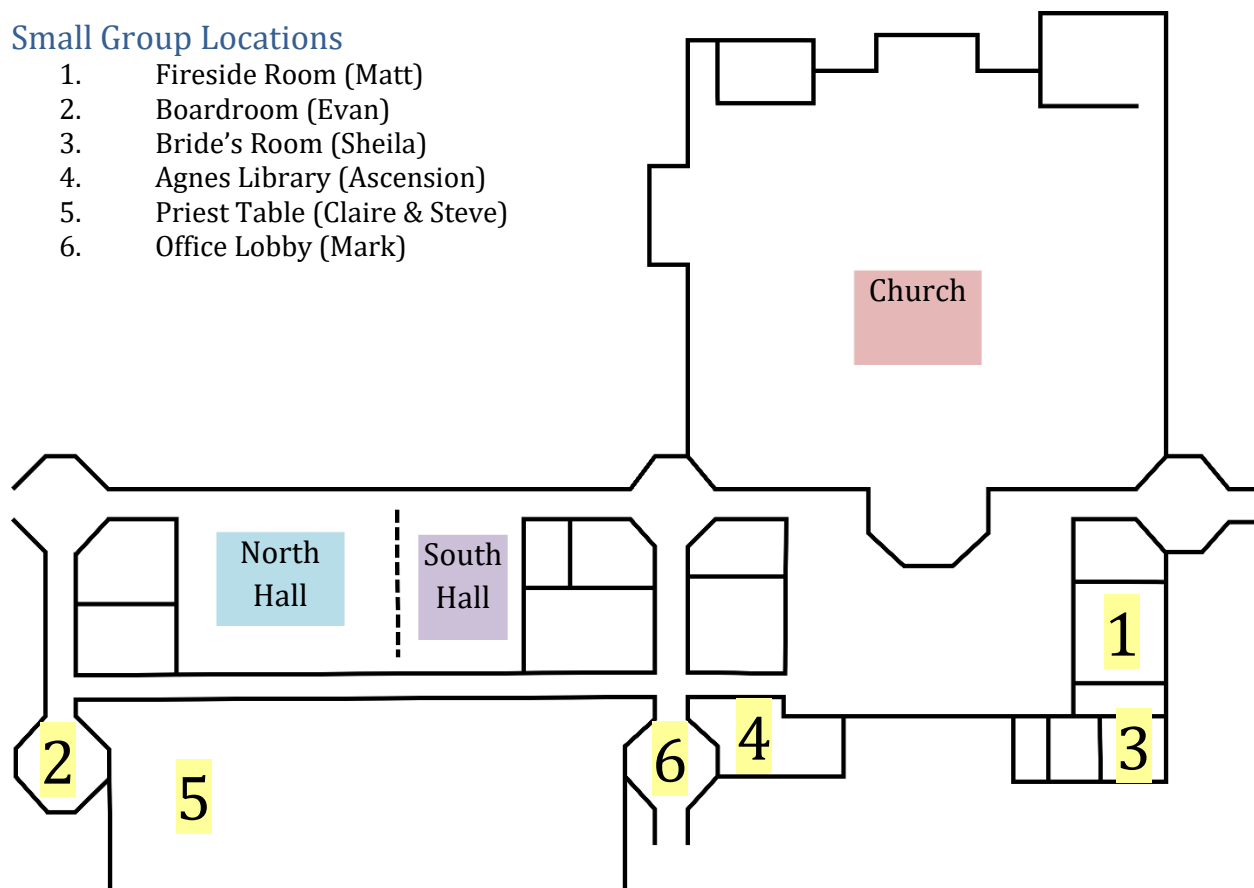 Small Group Locations
1. Fireside Room (Matt)
2. Boardroom (Evan)
3. Bride’s Room (Sheila)
4. Agnes Library (Ascension)
5. Priest Table (Claire & Steve)
6. Office Lobby (Mark)
Church
North
Hall
South
Hall
1
2
6
4
3
5